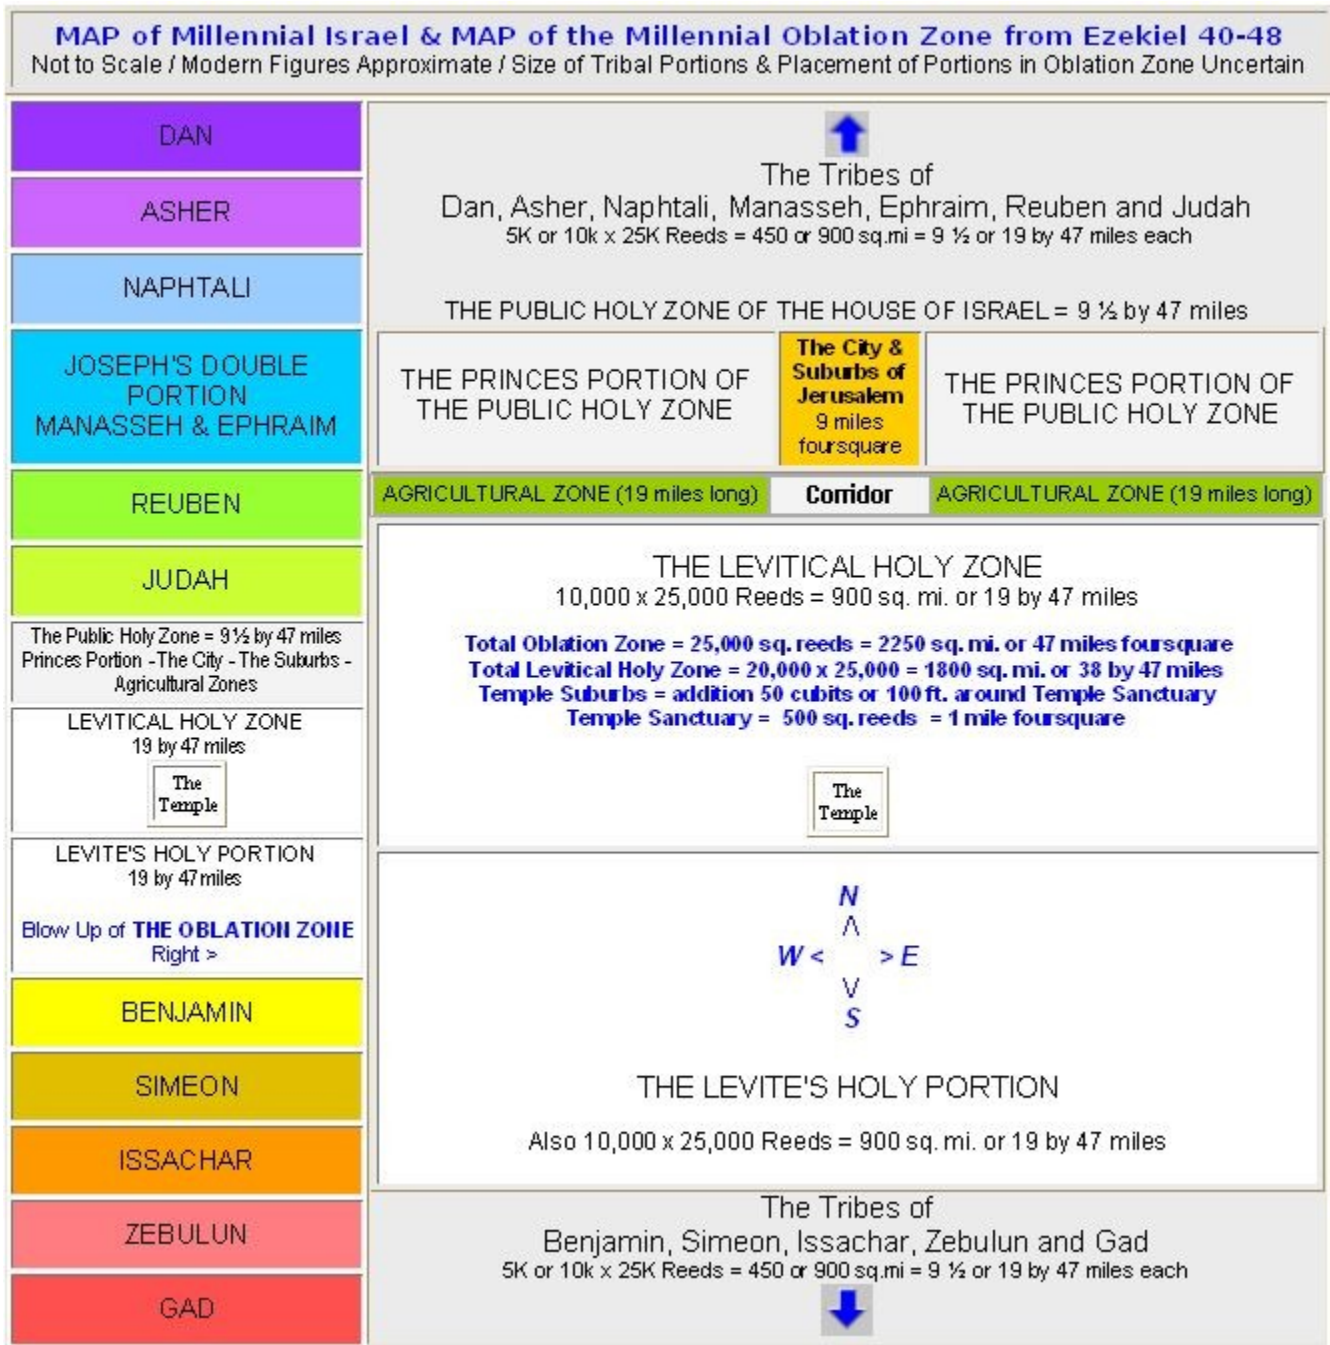 MAP of Millennial Israel & MAP of the Millennial Oblation Zone from Ezekiel 40-48
Not to Scale / Modern Figures Approximate / Size of Tribal Portions & Placement of Portions in Oblation Zone Uncertain
DAN
ASHER
NAPHTALI
JOSEPH'S DOUBLE
PORTION
MANASSEH & EPHRAIM
REUBEN
JUDAH
The Public Holy Zone = 9 ½ by 47 miles
Princes Portion - The City - The Suburbs -
Agricultural Zones
LEVITICAL HOLY ZONE
19 by 47 miles
The
Temple
LEVITE'S HOLY PORTION
19 by 47 miles
Blow Up of THE OBLATION ZONE
Right >
BENJAMIN
SIMEON
ISSACHAR
ZEBULUN
GAD
The Tribes of
Dan, Asher, Naphtali, Manasseh, Ephraim, Reuben and Judah
5K or 10k x 25K Reeds = 450 or 900 sq.mi = 9 ½ or 19 by 47 miles each
THE PUBLIC HOLY ZONE OF THE HOUSE OF ISRAEL = 9 ½ by 47 miles
THE PRINCES PORTION OF
THE PUBLIC HOLY ZONE
The City &
Suburbs of
Jerusalem
9 miles
foursquare
THE PRINCES PORTION OF
THE PUBLIC HOLY ZONE
AGRICULTURAL ZONE (19 miles long)
Corridor
AGRICULTURAL ZONE (19 miles long)
THE LEVITICAL HOLY ZONE
10,000 x 25,000 Reeds = 900 sq. mi. or 19 by 47 miles
Total Oblation Zone = 25,000 sq. reeds = 2250 sq. mi. or 47 miles foursquare
Total Levitical Holy Zone = 20,000 x 25,000 = 1800 sq. mi. or 38 by 47 miles
Temple Suburbs = addition 50 cubits or 100 ft. around Temple Sanctuary
Temple Sanctuary = 500 sq. reeds = 1 mile foursquare
The
Temple
N
W < > E
S
THE LEVITE'S HOLY PORTION
Also 10,000 x 25,000 Reeds = 900 sq. mi. or 19 by 47 miles
The Tribes of
Benjamin, Simeon, Issachar, Zebulun and Gad
5K or 10k x 25K Reeds = 450 or 900 sq.mi = 9 ½ or 19 by 47 miles each